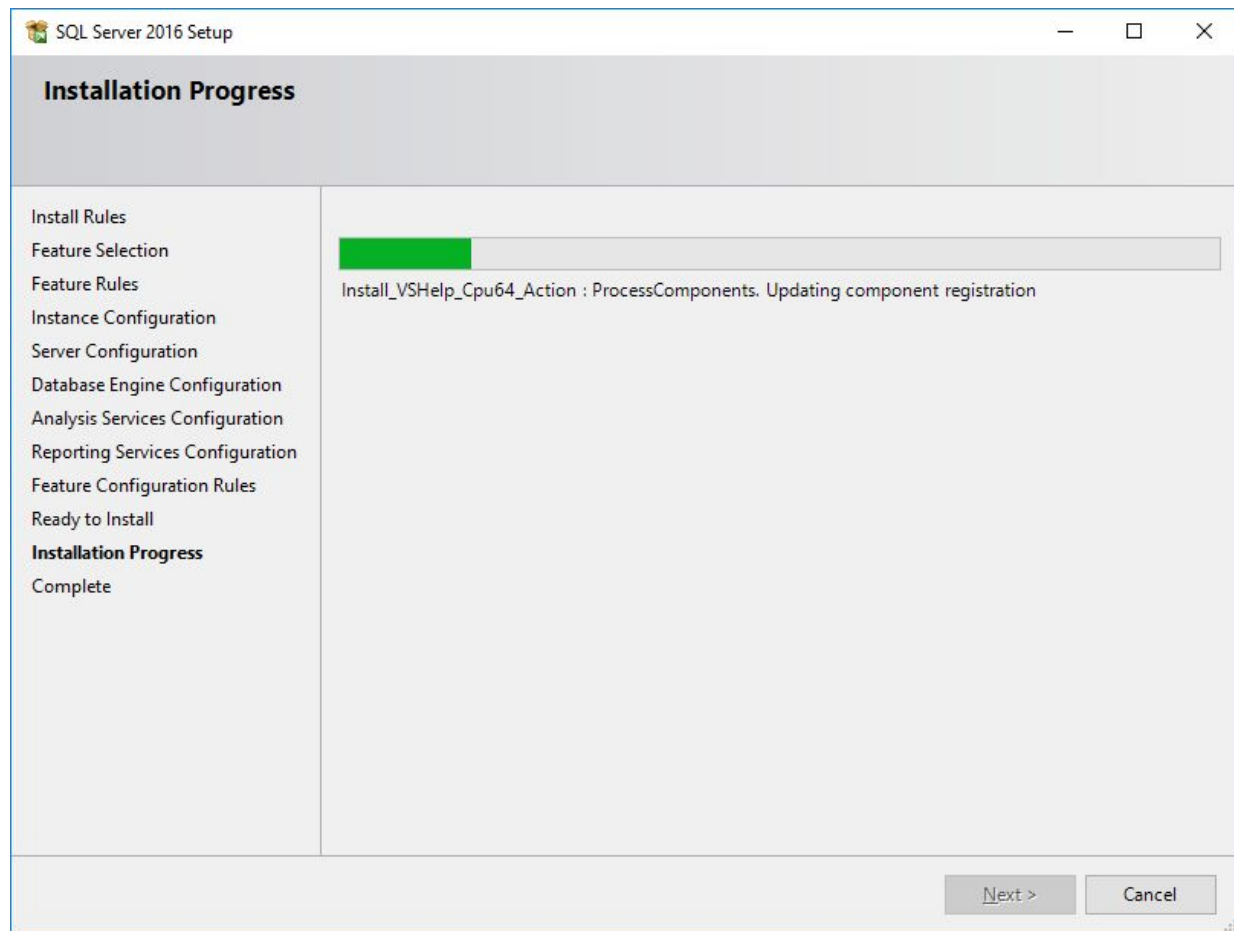 SQL Server 2016 Setup
Installation Progress
Install Rules
Feature Selection
Feature Rules
Instance Configuration
Server Configuration
Database Engine Configuration
Analysis Services Configuration
Reporting Services Configuration
Feature Configuration Rules
Ready to Install
Installation Progress
Complete
Install_VSHelp_Cpu64_Action : ProcessComponents. Updating component registration
Next >
Cancel